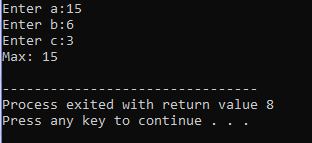 Enter a:15
Enter b:6
Enter c:3
Max: 15
--------------------------------
Process exited with return value 8
Press any key to continue . . .